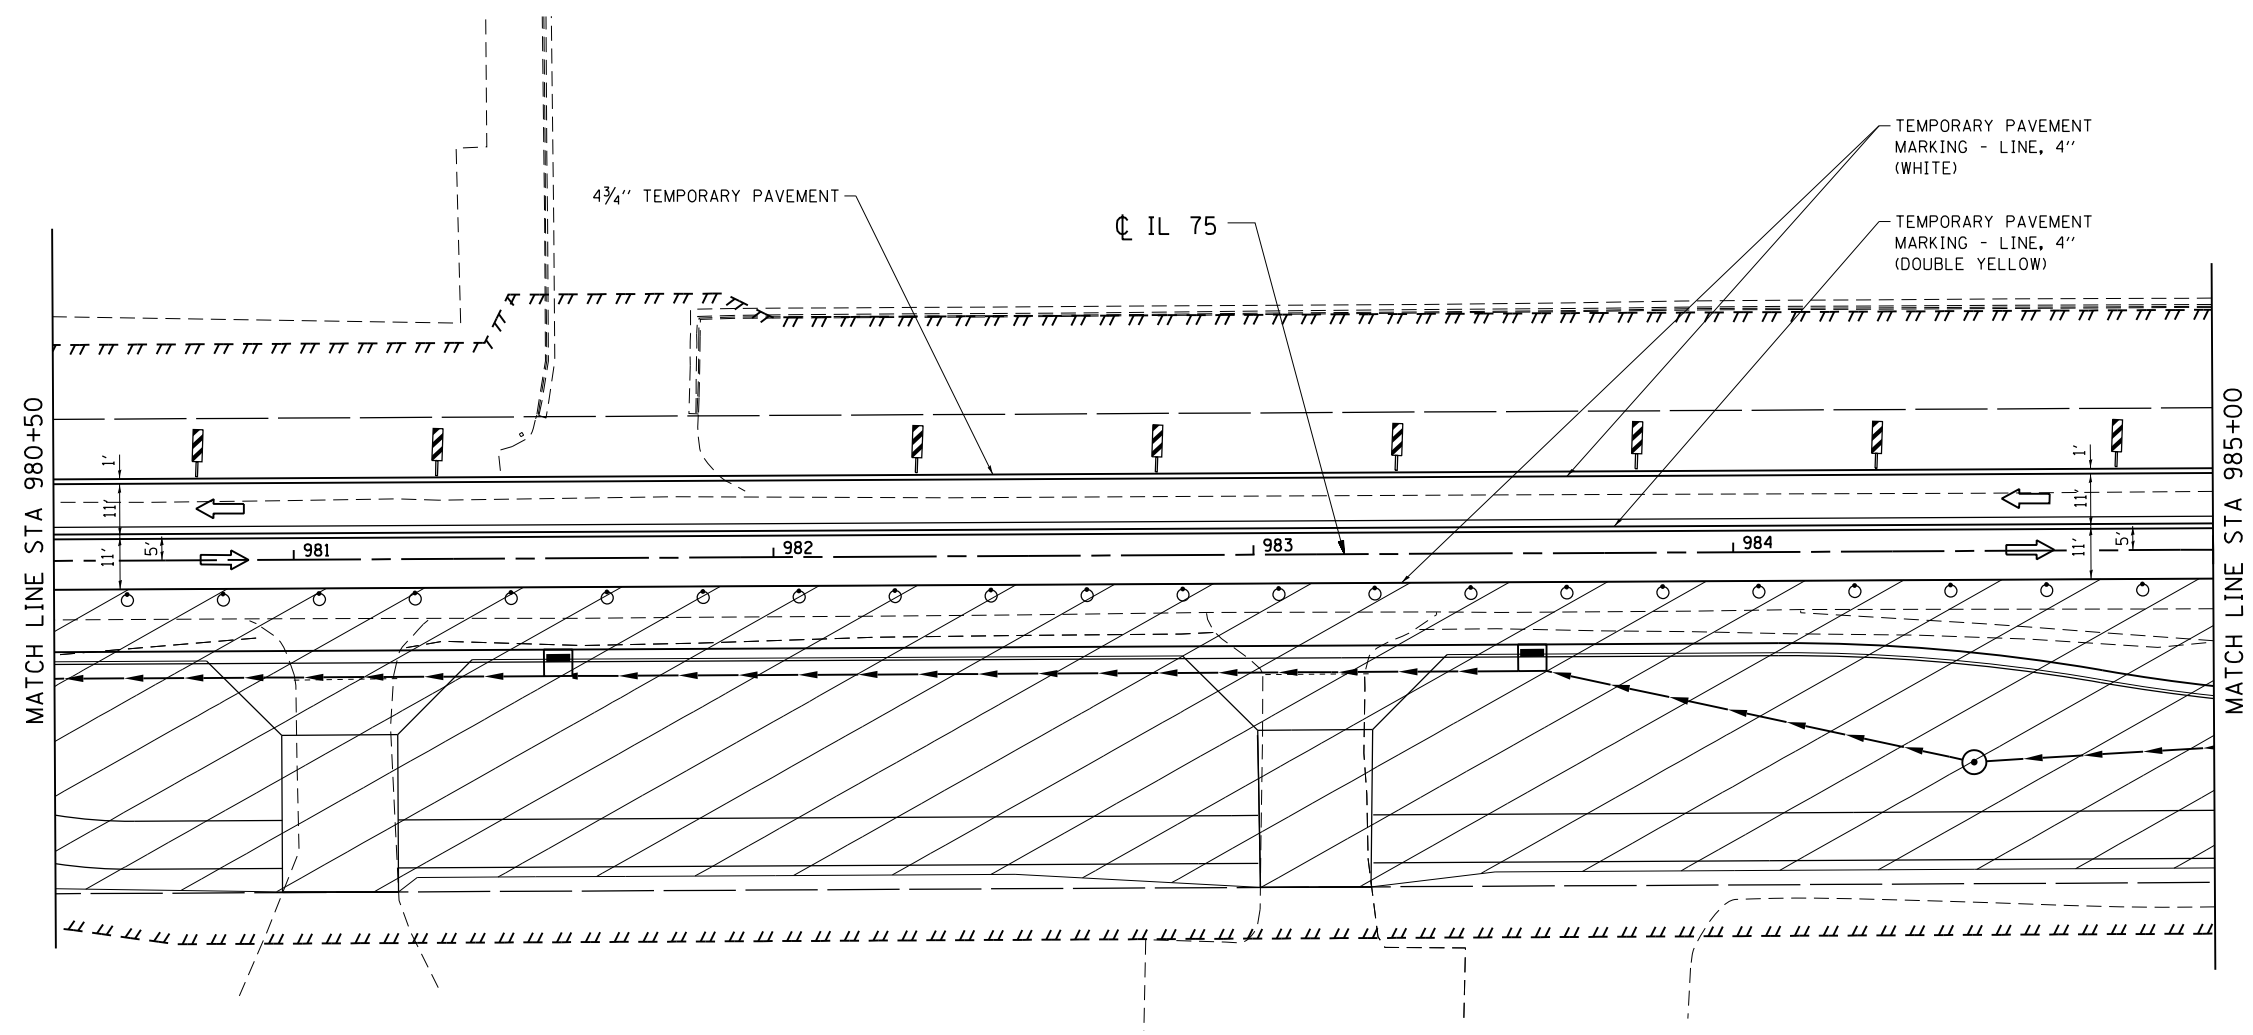 TEMPORARY PAVEMENT
MARKING - LINE, 4''
(WHITE)
4¾'' TEMPORARY PAVEMENT
℄ IL 75
TEMPORARY PAVEMENT
MARKING - LINE, 4''
(DOUBLE YELLOW)
MATCH LINE STA 980+50
MATCH LINE STA 985+00
1'
11'
11'
5'
981
982
983
984
1'
11'
11'
5'